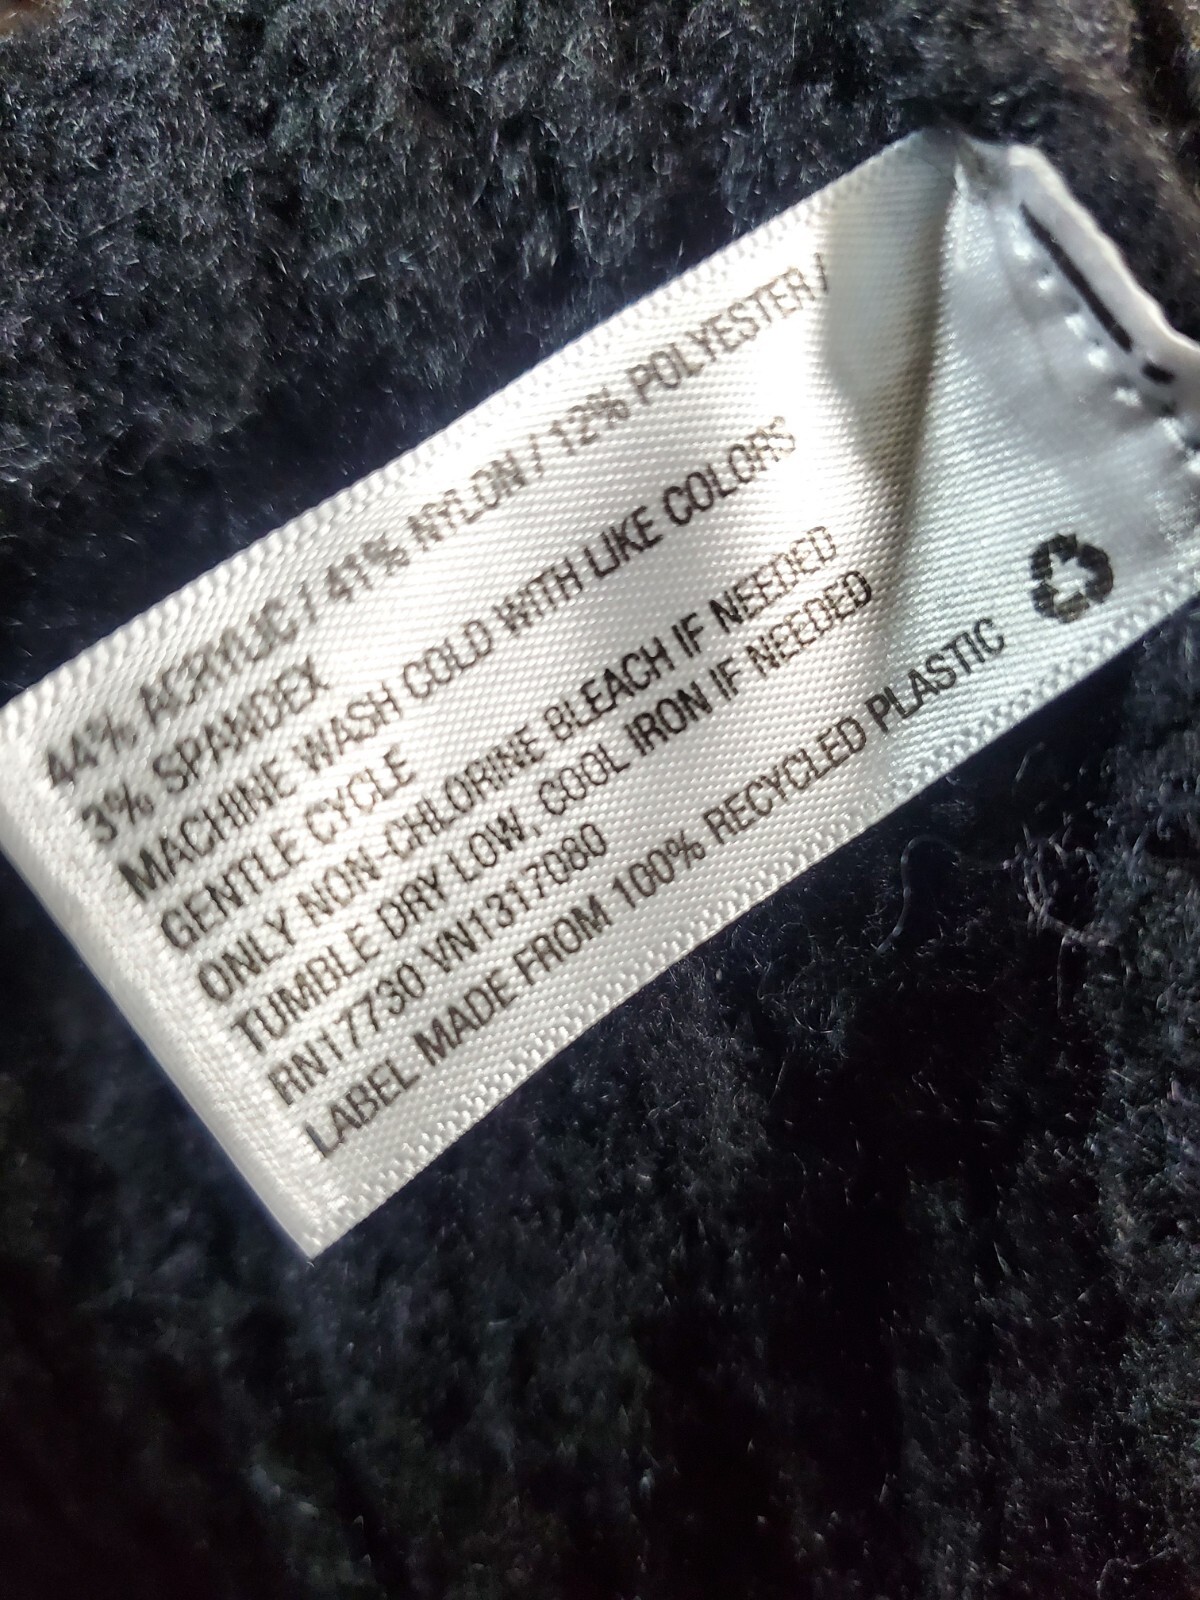 44% ACRYLIC / 41% NYLON / 12% POLYESTER /
3% SPANDEX
MACHINE WASH COLD WITH LIKE COLORS
GENTLE CYCLE
ONLY NON-CHLORINE BLEACH IF NEEDED
TUMBLE DRY LOW, COOL IRON IF NEEDED
RN17730 VN1317080
LABEL MADE FROM 100% RECYCLED PLASTIC